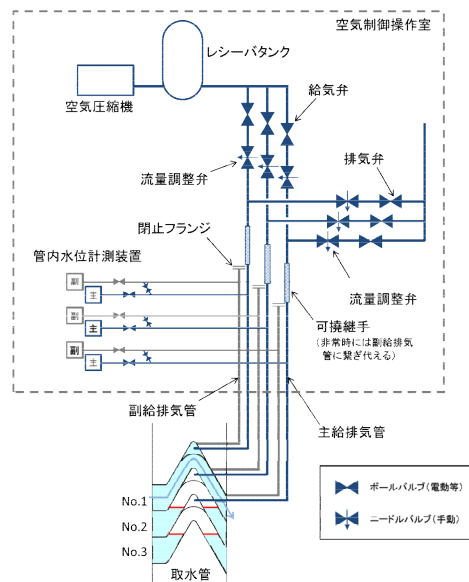 空気制御操作室
レシーバタンク
空気圧縮機
給気弁
流量調整弁
排気弁
閉止フランジ
管内水位計測装置
流量調整弁
副
主
副
主
副
主
可撓継手
(非常時には副給排気
管に繋ぎ代える)
副給排気管
主給排気管
No.1
No.2
No.3
取水管
ボールバルブ(電動等)
ニードルバルブ(手動)